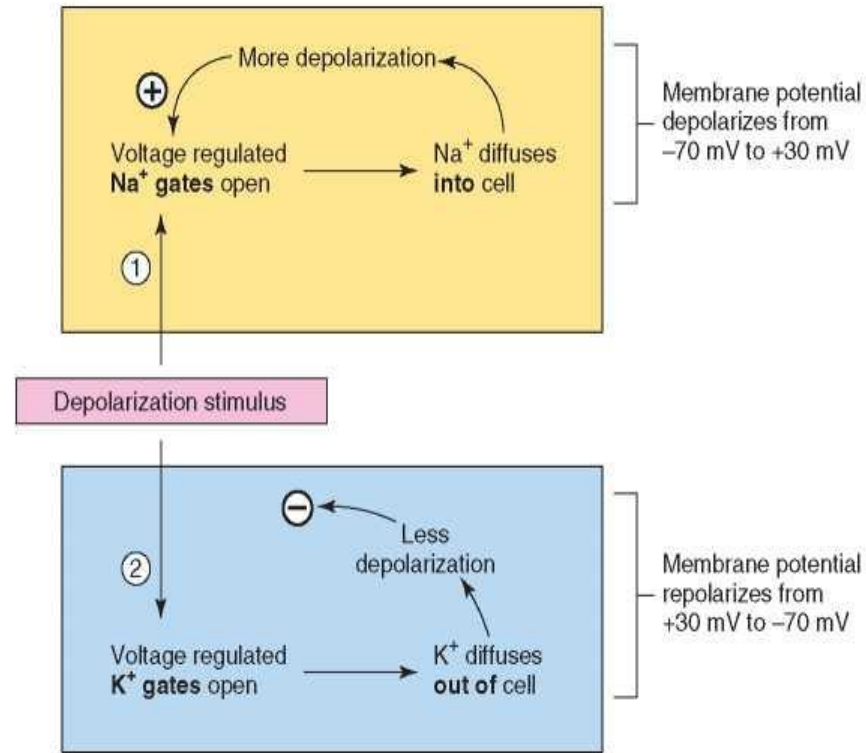 More depolarization
+
Voltage regulated
Na⁺ gates open
Na⁺ diffuses
into cell
Membrane potential
depolarizes from
–70 mV to +30 mV
1
Depolarization stimulus
2
–
Less
depolarization
Voltage regulated
K⁺ gates open
K⁺ diffuses
out of cell
Membrane potential
repolarizes from
+30 mV to –70 mV